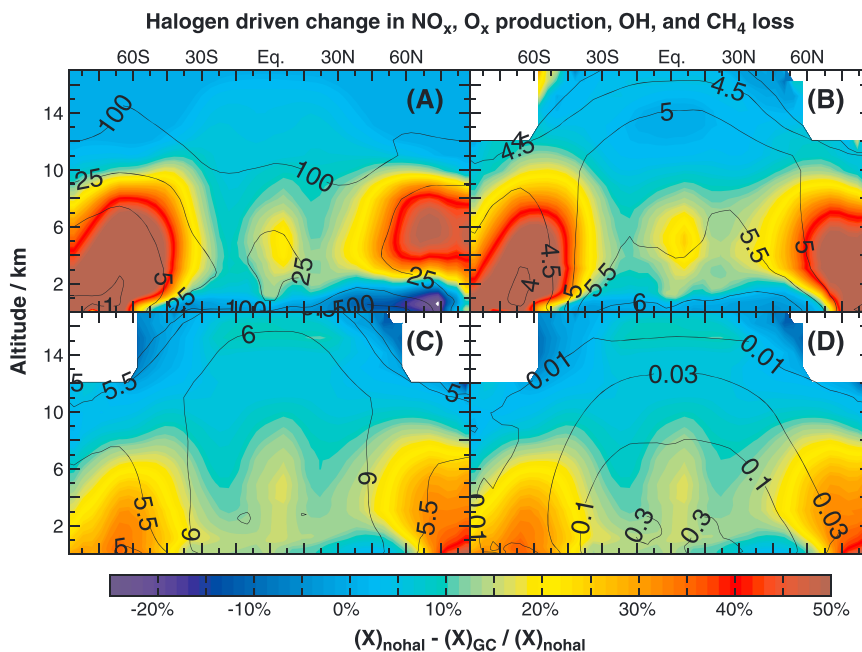 Halogen driven change in NOx, Ox production, OH, and CH4 loss
60S 30S Eq. 30N 60N 60S 30S Eq. 30N 60N
(A) (B)
14 100 100 4.5 4.5 5 4.5
10
25 100
6 5.5 5
5 25 25 4.5
2 1 25 100 500 4 5 5.5 6
(C) (D)
6
14 5 5.5 5 0.01 0.01
0.03
10
6 6 0.1
5.5 6 5.5 0.01 0.1 0.03
2 5 0.3 0.3
Altitude / km
-20% -10% 0% 10% 20% 30% 40% 50%
(X)nohal - (X)GC / (X)nohal